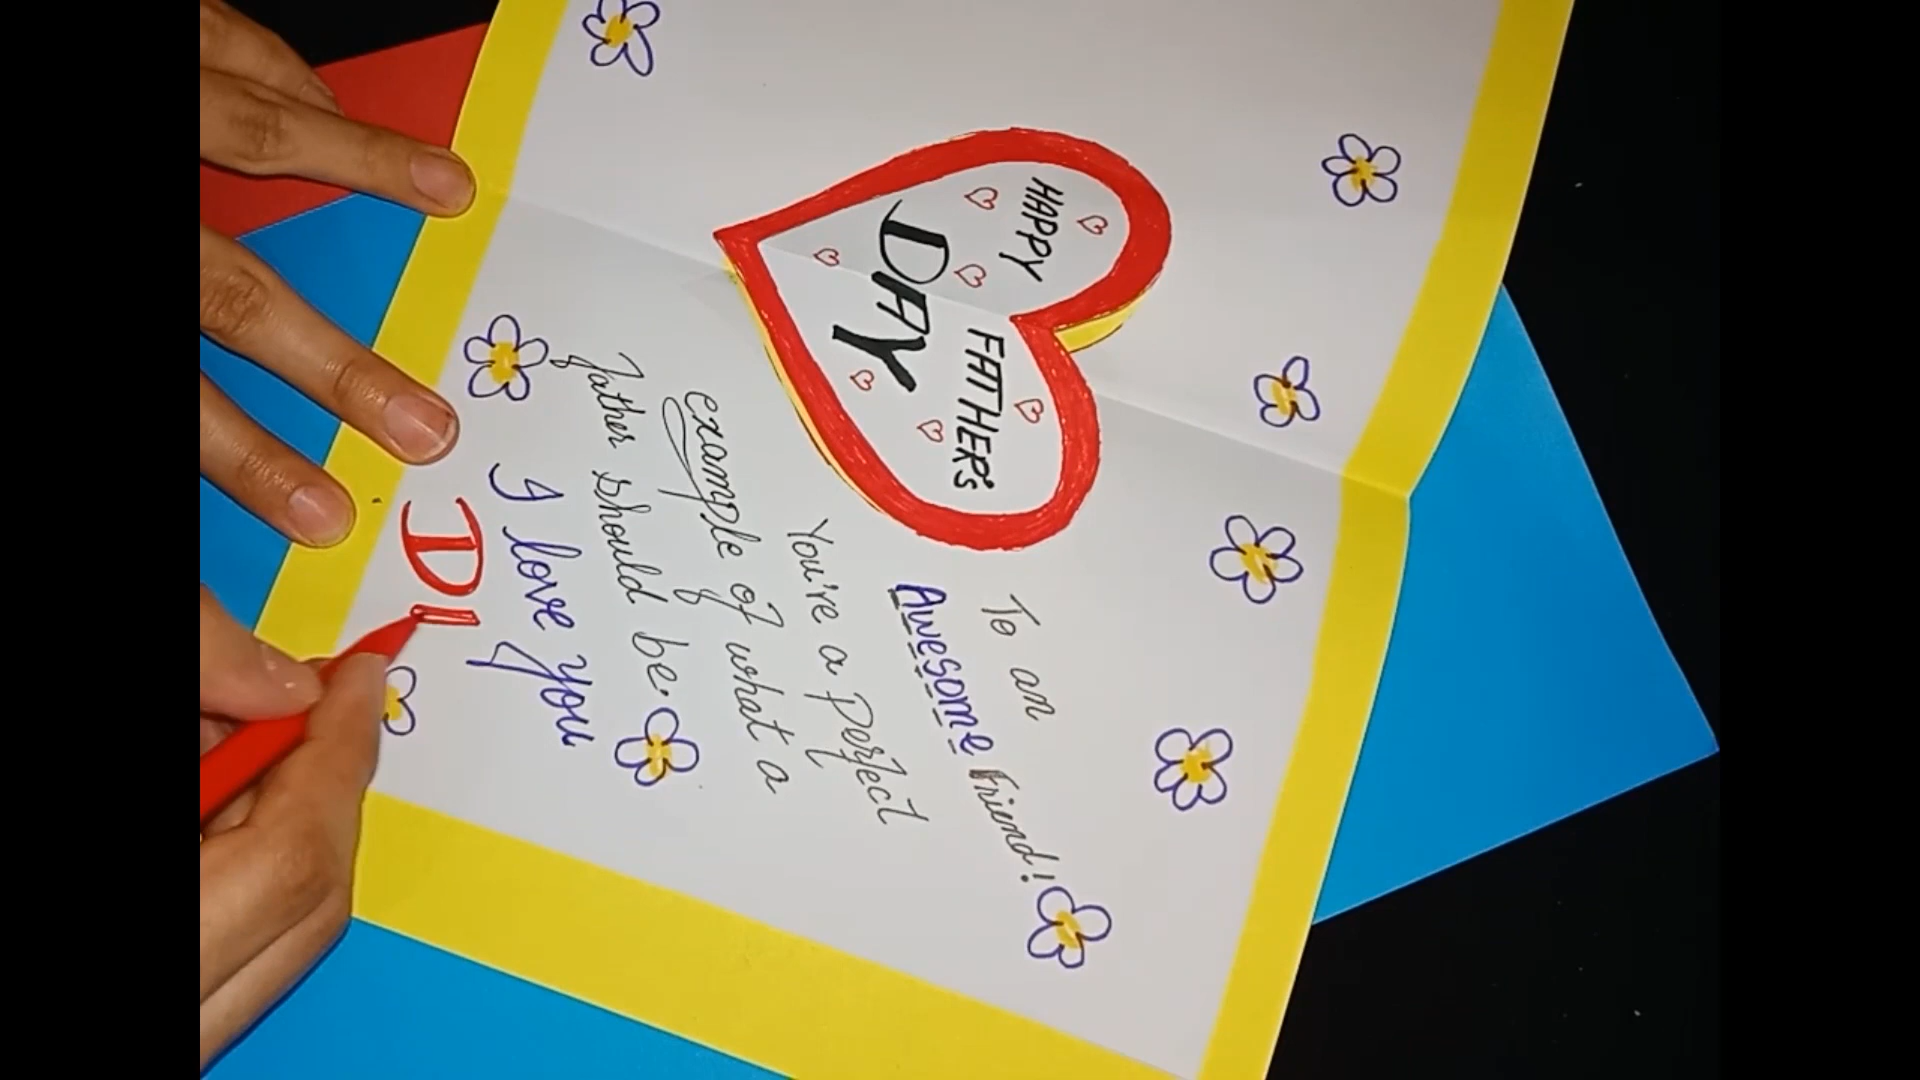 HAPPY
FATHER'S
DAY
To an
Awesome Friend!
You're a perfect
example of what a
father should be.
I love you
D